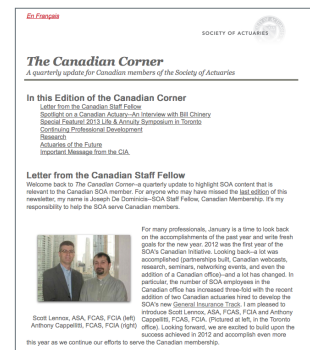 En Français
SOCIETY OF ACTUARIES
The Canadian Corner
A quarterly update for Canadian members of the Society of Actuaries
In this Edition of the Canadian Corner
Letter from the Canadian Staff Fellow
Spotlight on a Canadian Actuary--An Interview with Bill Chinery
Special Feature! 2013 Life & Annuity Symposium in Toronto
Continuing Professional Development
Research
Actuaries of the Future
Important Message from the CIA
Letter from the Canadian Staff Fellow
Welcome back to The Canadian Corner--a quarterly update to highlight SOA content that is
relevant to the Canadian SOA member. For anyone who may have missed the last edition of this
newsletter, my name is Joseph De Dominicis--SOA Staff Fellow, Canadian Membership. It's my
responsibility to help the SOA serve Canadian members.
For many professionals, January is a time to look back
on the accomplishments of the past year and write fresh
goals for the new year. 2012 was the first year of the
SOA's Canadian Initiative. Looking back--a lot was
accomplished (partnerships built, Canadian webcasts,
research, seminars, networking events, and even the
addition of a Canadian office)--and a lot has changed. In
particular, the number of SOA employees in the
Canadian office has increased three-fold with the recent
addition of two Canadian actuaries hired to develop the
SOA's new General Insurance Track. I am pleased to
introduce Scott Lennox, ASA, FCAS, FCIA and Anthony
Cappelletti, FCAS, FCIA. (Pictured at left, in the Toronto
office). Looking forward, we are excited to build upon the
success achieved in 2012 and accomplish even more
this year as we continue our efforts to serve the Canadian membership.
Scott Lennox, ASA, FCAS, FCIA (left)
Anthony Cappelllitti, FCAS, FCIA (right)